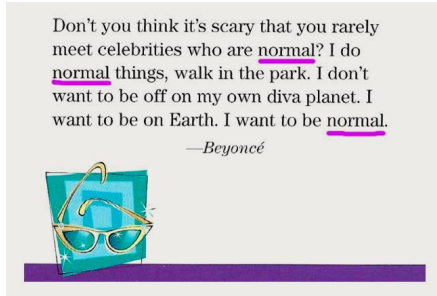 Don't you think it's scary that you rarely
meet celebrities who are normal? I do
normal things, walk in the park. I don't
want to be off on my own diva planet. I
want to be on Earth. I want to be normal.
—Beyoncé